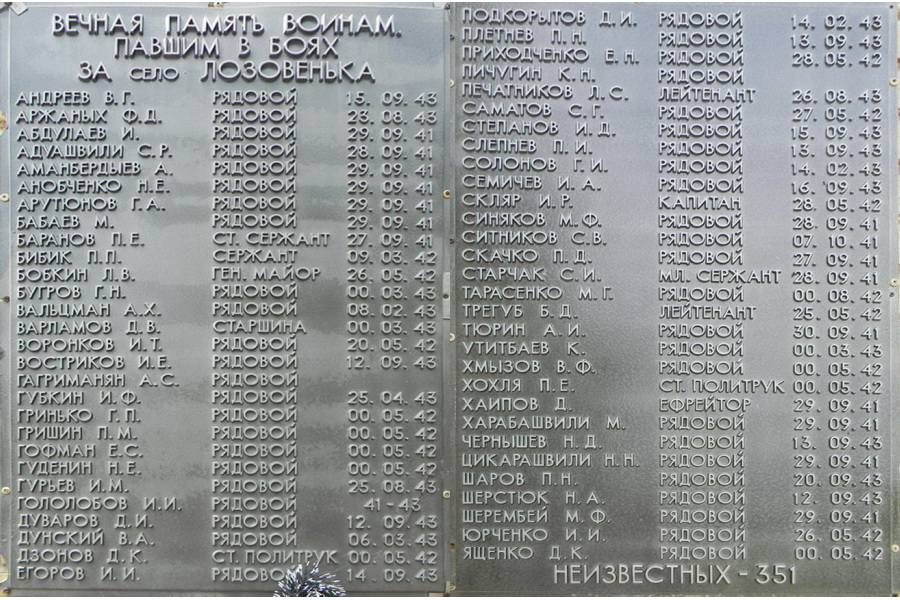 ВЕЧНАЯ ПАМЯТЬ ВОИНАМ,
ПАВШИМ В БОЯХ
ЗА СЕЛО ЛОЗОВЕНЬКА
АНДРЕЕВ В.Г. РЯДОВОЙ 15. 09. 43
АРЖАНЫХ Ф.Д. РЯДОВОЙ 23. 08. 43
АБДУЛАЕВ И. РЯДОВОЙ 29. 09. 41
АДУАШВИЛИ С.Р. РЯДОВОЙ 28. 09. 41
АМАНБЕРДЫЕВ А. РЯДОВОЙ 29. 09. 41
АНОБЧЕНКО Н.Е. РЯДОВОЙ 29. 09. 41
АРУТЮНОВ Г.А. РЯДОВОЙ 29. 09. 41
БАБАЕВ М. РЯДОВОЙ 29. 09. 41
БАРАНОВ П.Е. СТ. СЕРЖАНТ 27. 09. 41
БИБИК П.П. СЕРЖАНТ 09. 03. 42
БОБКИН Л.В. ГЕН. МАЙОР 26. 05. 42
БУГРОВ Г.Н. РЯДОВОЙ 00. 03. 43
ВАЛЬЦМАН А.Х. РЯДОВОЙ 08. 02. 43
ВАРЛАМОВ Д.В. СТАРШИНА 00. 03. 43
ВОРОНКОВ И.Т. РЯДОВОЙ 20. 05. 42
ВОСТРИКОВ И.Е. РЯДОВОЙ 12. 09. 43
ГАГРИМАНЯН А.С. РЯДОВОЙ
ГУБКИН И.Ф. РЯДОВОЙ 25. 04. 43
ГРИНЬКО Г.П. РЯДОВОЙ 00. 05. 42
ГРИШИН П.М. РЯДОВОЙ 00. 05. 42
ГОФМАН Е.С. РЯДОВОЙ 00. 05. 42
ГУДЕНИН Н.Е. РЯДОВОЙ 00. 05. 42
ГУРЬЕВ И.М. РЯДОВОЙ 25. 08. 43
ГОЛОЛОБОВ И.И. РЯДОВОЙ 41-43
ДУВАРОВ Д.И. РЯДОВОЙ 12. 09. 43
ДУНСКИЙ В.А. РЯДОВОЙ 06. 03. 43
ДЗОНОВ Д.К. СТ. ПОЛИТРУК 00. 05. 42
ЕГОРОВ И.И. РЯДОВОЙ 14. 09. 43
ПОДКОРЫТОВ Д.И. РЯДОВОЙ 14. 02. 43
ПЛЕТНЕВ П.Н. РЯДОВОЙ 13. 09. 43
ПРИХОДЧЕНКО Е.Н. РЯДОВОЙ 28. 05. 42
ПИЧУГИН К.Н. РЯДОВОЙ
ПЕЧАТНИКОВ Л.С. ЛЕЙТЕНАНТ 26. 08. 43
САМАТОВ С.Г. РЯДОВОЙ 27. 05. 42
СТЕПАНОВ И.Д. РЯДОВОЙ 15. 09. 43
СЛЕПНЕВ П.И. РЯДОВОЙ 13. 09. 43
СОЛОНОВ Г.И. РЯДОВОЙ 14. 02. 43
СЕМИЧЕВ И.А. РЯДОВОЙ 16. 09. 43
СКЛЯР И.Р. КАПИТАН 28. 05. 42
СИНЯКОВ М.Ф. РЯДОВОЙ 28. 09. 41
СИТНИКОВ С.В. РЯДОВОЙ 07. 10. 41
СКАЧКО П.Д. РЯДОВОЙ 27. 09. 41
СТАРЧАК С.И. МЛ. СЕРЖАНТ 28. 09. 41
ТАРАСЕНКО М.Г. РЯДОВОЙ 00. 08. 42
ТРЕГУБ Б.Д. ЛЕЙТЕНАНТ 25. 05. 42
ТЮРИН А.И. РЯДОВОЙ 30. 09. 41
УТИТБАЕВ К. РЯДОВОЙ 00. 03. 43
ХМЫЗОВ В.Ф. РЯДОВОЙ 00. 05. 42
ХОХЛЯ П.Е. СТ. ПОЛИТРУК 00. 05. 42
ХАИПОВ Д. ЕФРЕЙТОР 29. 09. 41
ХАРАБАШВИЛИ М. РЯДОВОЙ 29. 09. 41
ЧЕРНЫШЕВ Н.Д. РЯДОВОЙ 13. 09. 43
ЦИКАРАШВИЛИ Н.Н. РЯДОВОЙ 29. 09. 41
ШАРОВ П.Н. РЯДОВОЙ 20. 09. 43
ШЕРСТЮК Н.А. РЯДОВОЙ 12. 09. 43
ШЕРЕМБЕЙ М.Ф. РЯДОВОЙ 29. 09. 41
ЮРЧЕНКО И.И. РЯДОВОЙ 26. 05. 42
ЯЩЕНКО Д.К. РЯДОВОЙ 00. 05. 42
НЕИЗВЕСТНЫХ - 351